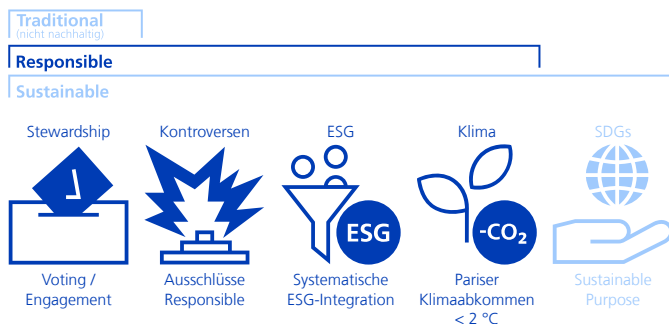 Traditional
(nicht nachhaltig)
Responsible
Sustainable
Stewardship
Kontroversen
ESG
Klima
SDGs
ESG
-CO₂
Voting /
Engagement
Ausschlüsse
Responsible
Systematische
ESG-Integration
Pariser
Klimaabkommen
< 2 °C
Sustainable
Purpose